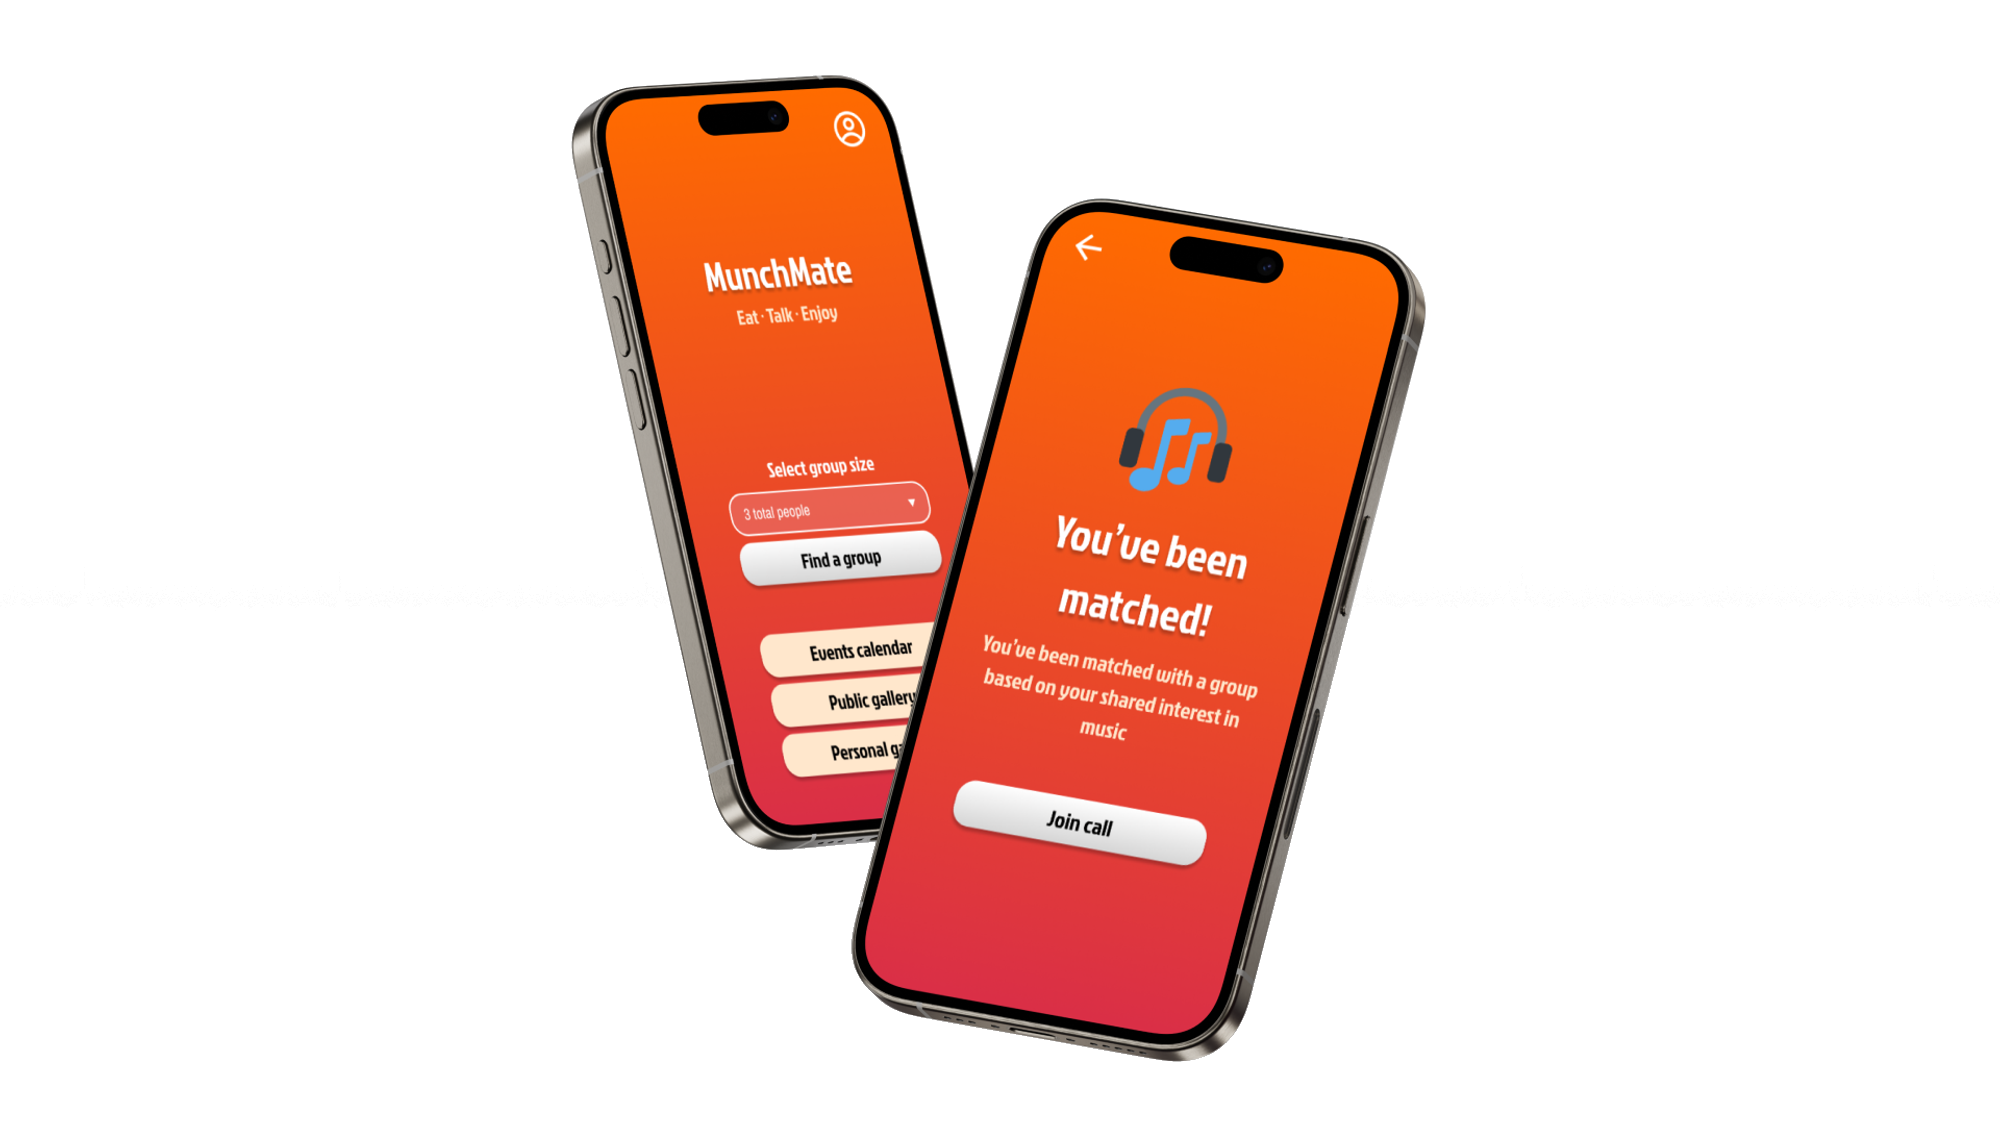 MunchMate
Eat · Talk · Enjoy
Select group size
3 total people
Find a group
Events calendar
Public gallery
Personal
You’ve been
matched!
You’ve been matched with a group
based on your shared interest in
music
Join call